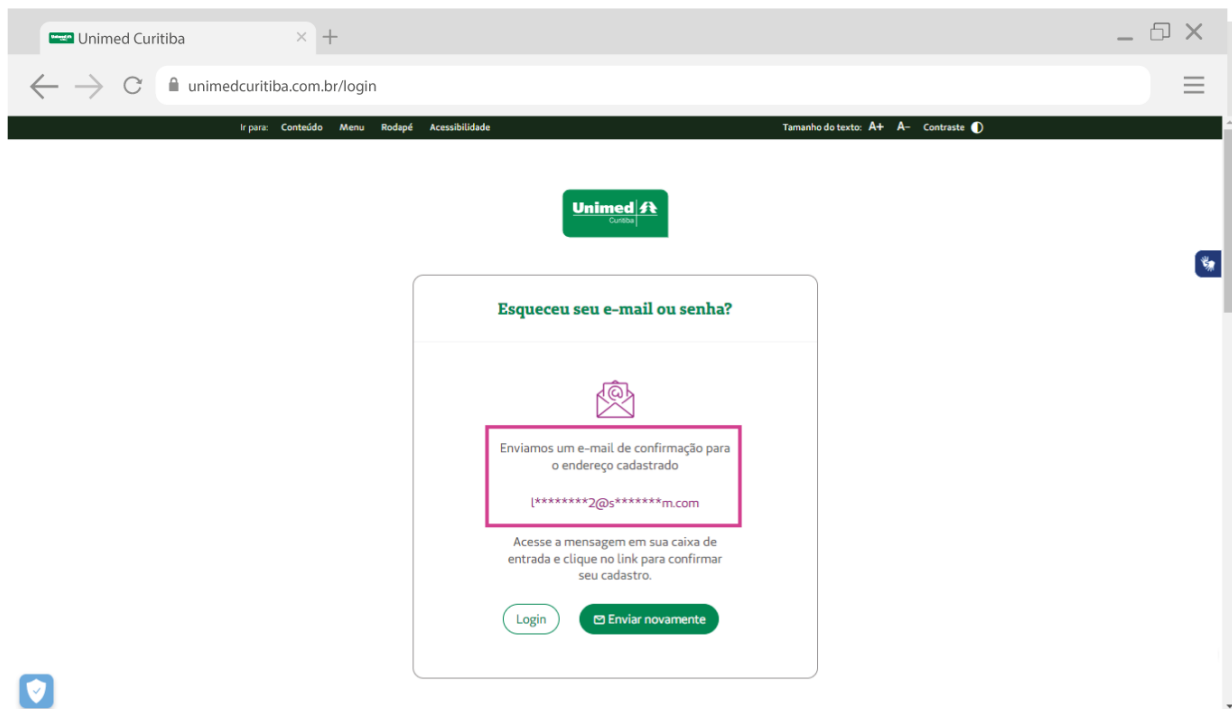 Unimed Curitiba
unimedcuritiba.com.br/login
Ir para: Conteúdo Menu Rodapé Acessibilidade Tamanho do texto: A+ A- Contraste
Unimed
Curitiba
Esqueceu seu e-mail ou senha?
Enviamos um e-mail de confirmação para
o endereço cadastrado
l********2@s*******m.com
Acesse a mensagem em sua caixa de
entrada e clique no link para confirmar
seu cadastro.
Login Enviar novamente